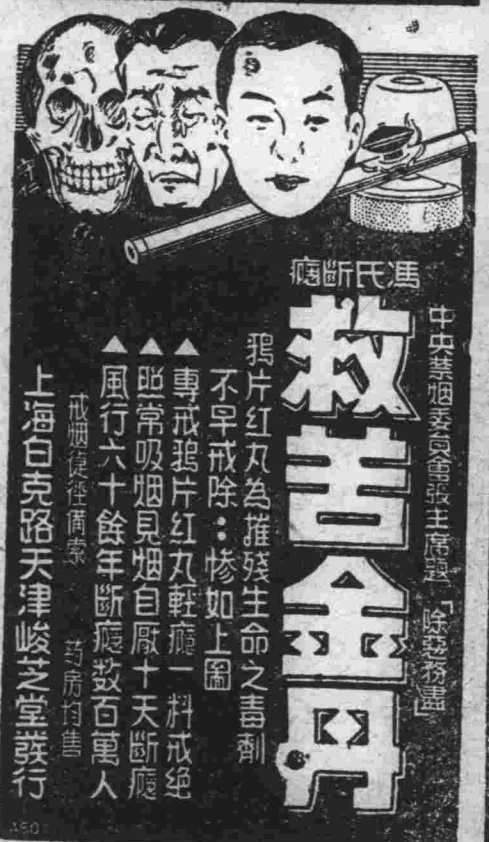 中央禁烟委員會張主席題「除惡務盡」
馮氏斷癮
救苦金丹
鴉片红丸為摧残生命之毒劑
不早戒除：惨如上圖
▲專戒鴉片红丸輕癮一料戒絕
▲照常吸烟見烟自厭十天斷癮
▲風行六十餘年斷癮数百萬人
戒烟捷徑備索 药房均售
上海白克路天津峻芝堂發行